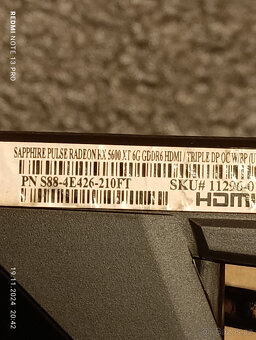 SAPPHIRE PULSE RADEON RX 5600 XT 6G GDDR6 HDMI / TRIPLE DP OC W/BP (U
PN S88-4E426-210FT SKU# 11296-0
HDMI
REDMI NOTE 13 PRO
19.11.2024 20:42